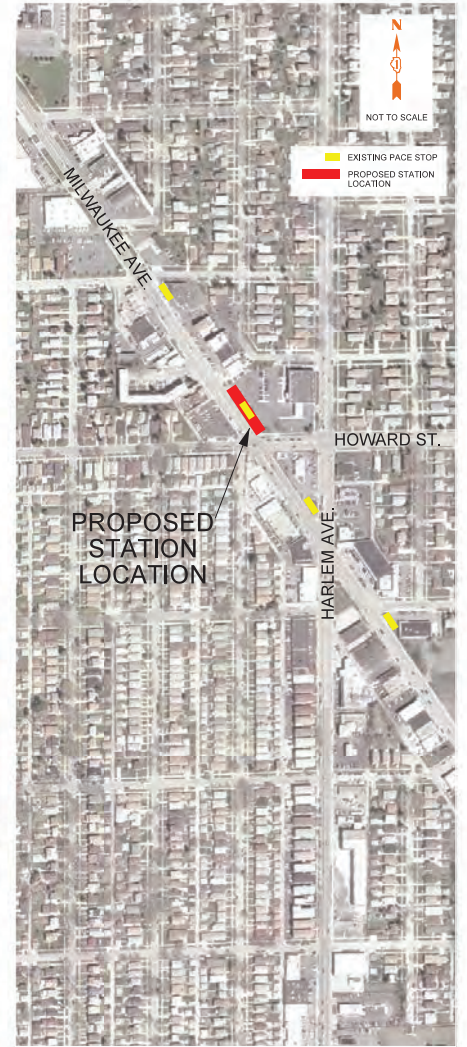 N
NOT TO SCALE
EXISTING PACE STOP
PROPOSED STATION
LOCATION
MILWAUKEE AVE.
HOWARD ST.
PROPOSED
STATION
LOCATION
HARLEM AVE.